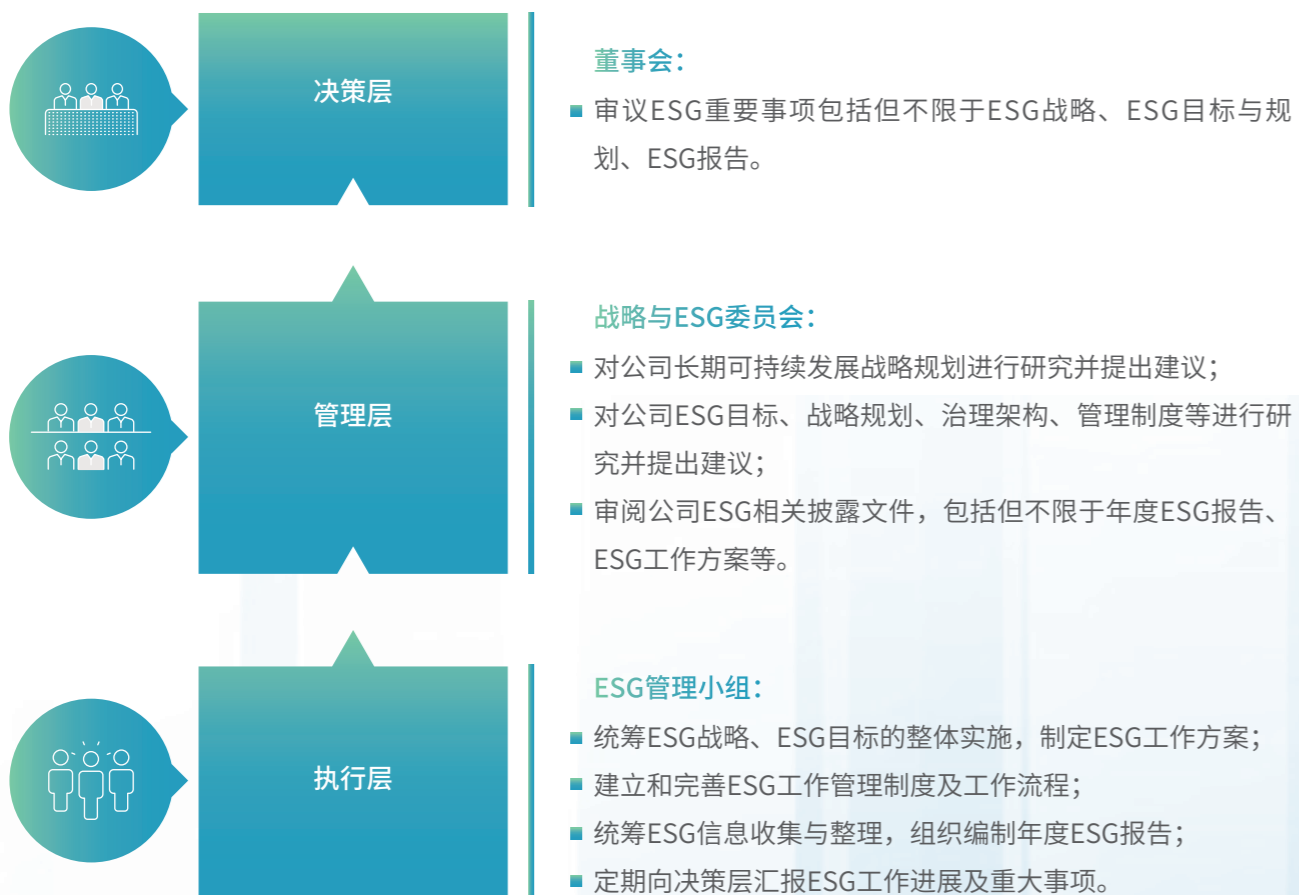 决策层
董事会：
审议ESG重要事项包括但不限于ESG战略、ESG目标与规
划、ESG报告。
管理层
战略与ESG委员会：
对公司长期可持续发展战略规划进行研究并提出建议；
对公司ESG目标、战略规划、治理架构、管理制度等进行研
究并提出建议；
审阅公司ESG相关披露文件，包括但不限于年度ESG报告、
ESG工作方案等。
执行层
ESG管理小组：
统筹ESG战略、ESG目标的整体实施，制定ESG工作方案；
建立和完善ESG工作管理制度及工作流程；
统筹ESG信息收集与整理，组织编制年度ESG报告；
定期向决策层汇报ESG工作进展及重大事项。